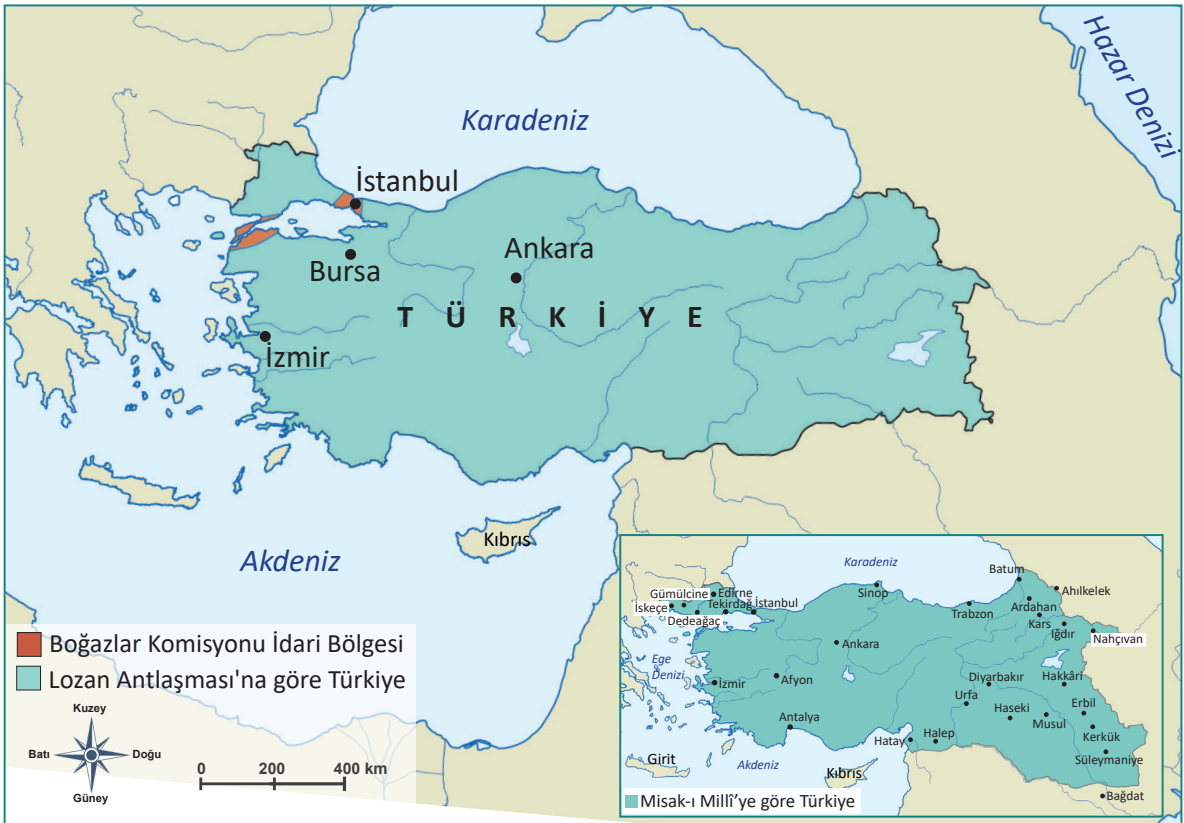 Karadeniz
Hazar Denizi
İstanbul
Ankara
Bursa
TÜRKİYE
İzmir
Kıbrıs
Akdeniz
Boğazlar Komisyonu İdari Bölgesi
Lozan Antlaşması'na göre Türkiye
Kuzey
Batı
Doğu
Güney
0 200 400 km
Karadeniz
Batum
Ahılkelek
Sinop
Gümülcine
Edirne
İskeçe
Tekirdağ
İstanbul
Dedeağaç
Trabzon
Ardahan
Kars
Iğdır
Nahçıvan
Ankara
Ege
Denizi
İzmir
Afyon
Diyarbakır
Hakkâri
Urfa
Haseki
Musul
Erbil
Kerkük
Antalya
Hatay
Halep
Süleymaniye
Girit
Akdeniz
Kıbrıs
Bağdat
Misak-ı Millî'ye göre Türkiye